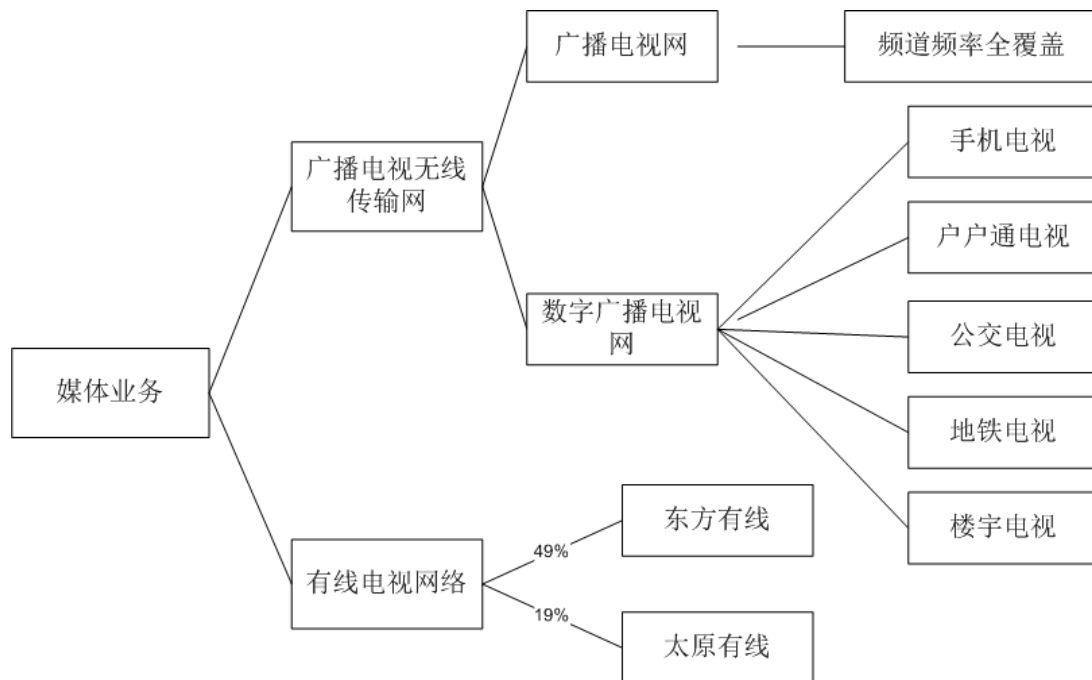 广播电视网
频道频率全覆盖
手机电视
广播电视无线
传输网
户户通电视
数字广播电视
网
公交电视
媒体业务
地铁电视
东方有线
楼宇电视
49%
有线电视网络
19%
太原有线